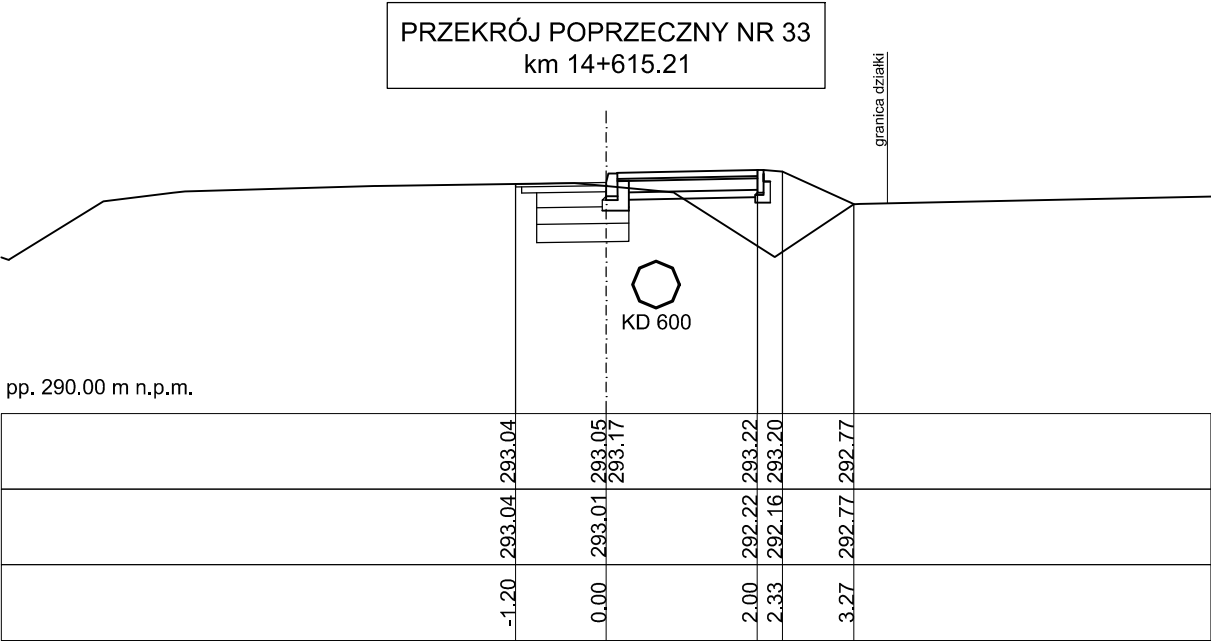 PRZEKRÓJ POPRZECZNY NR 33
km 14+615.21
granica działki
KD 600
pp. 290.00 m n.p.m.
293.04 293.05 293.17 293.22 293.20 292.77
293.04 293.01 292.22 292.16 292.77
-1.20 0.00 2.00 2.33 3.27